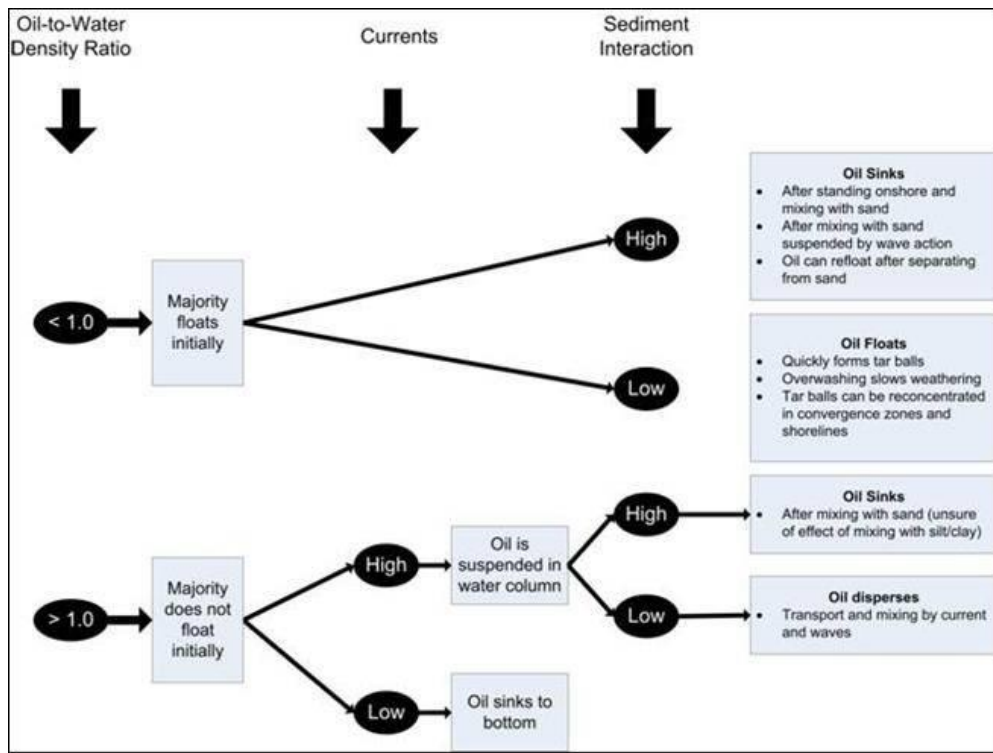 Oil-to-Water
Density Ratio
Currents
Sediment
Interaction
< 1.0
Majority
floats
initially
High
Oil Sinks
• After standing onshore and
mixing with sand
• After mixing with sand
suspended by wave action
• Oil can refloat after separating
from sand
Low
Oil Floats
• Quickly forms tar balls
• Overwashing slows weathering
• Tar balls can be reconcentrated
in convergence zones and
shorelines
> 1.0
Majority
does not
float
initially
High
Oil is
suspended in
water column
High
Oil Sinks
• After mixing with sand (unsure
of effect of mixing with silt/clay)
Low
Oil disperses
• Transport and mixing by current
and waves
Low
Oil sinks to
bottom